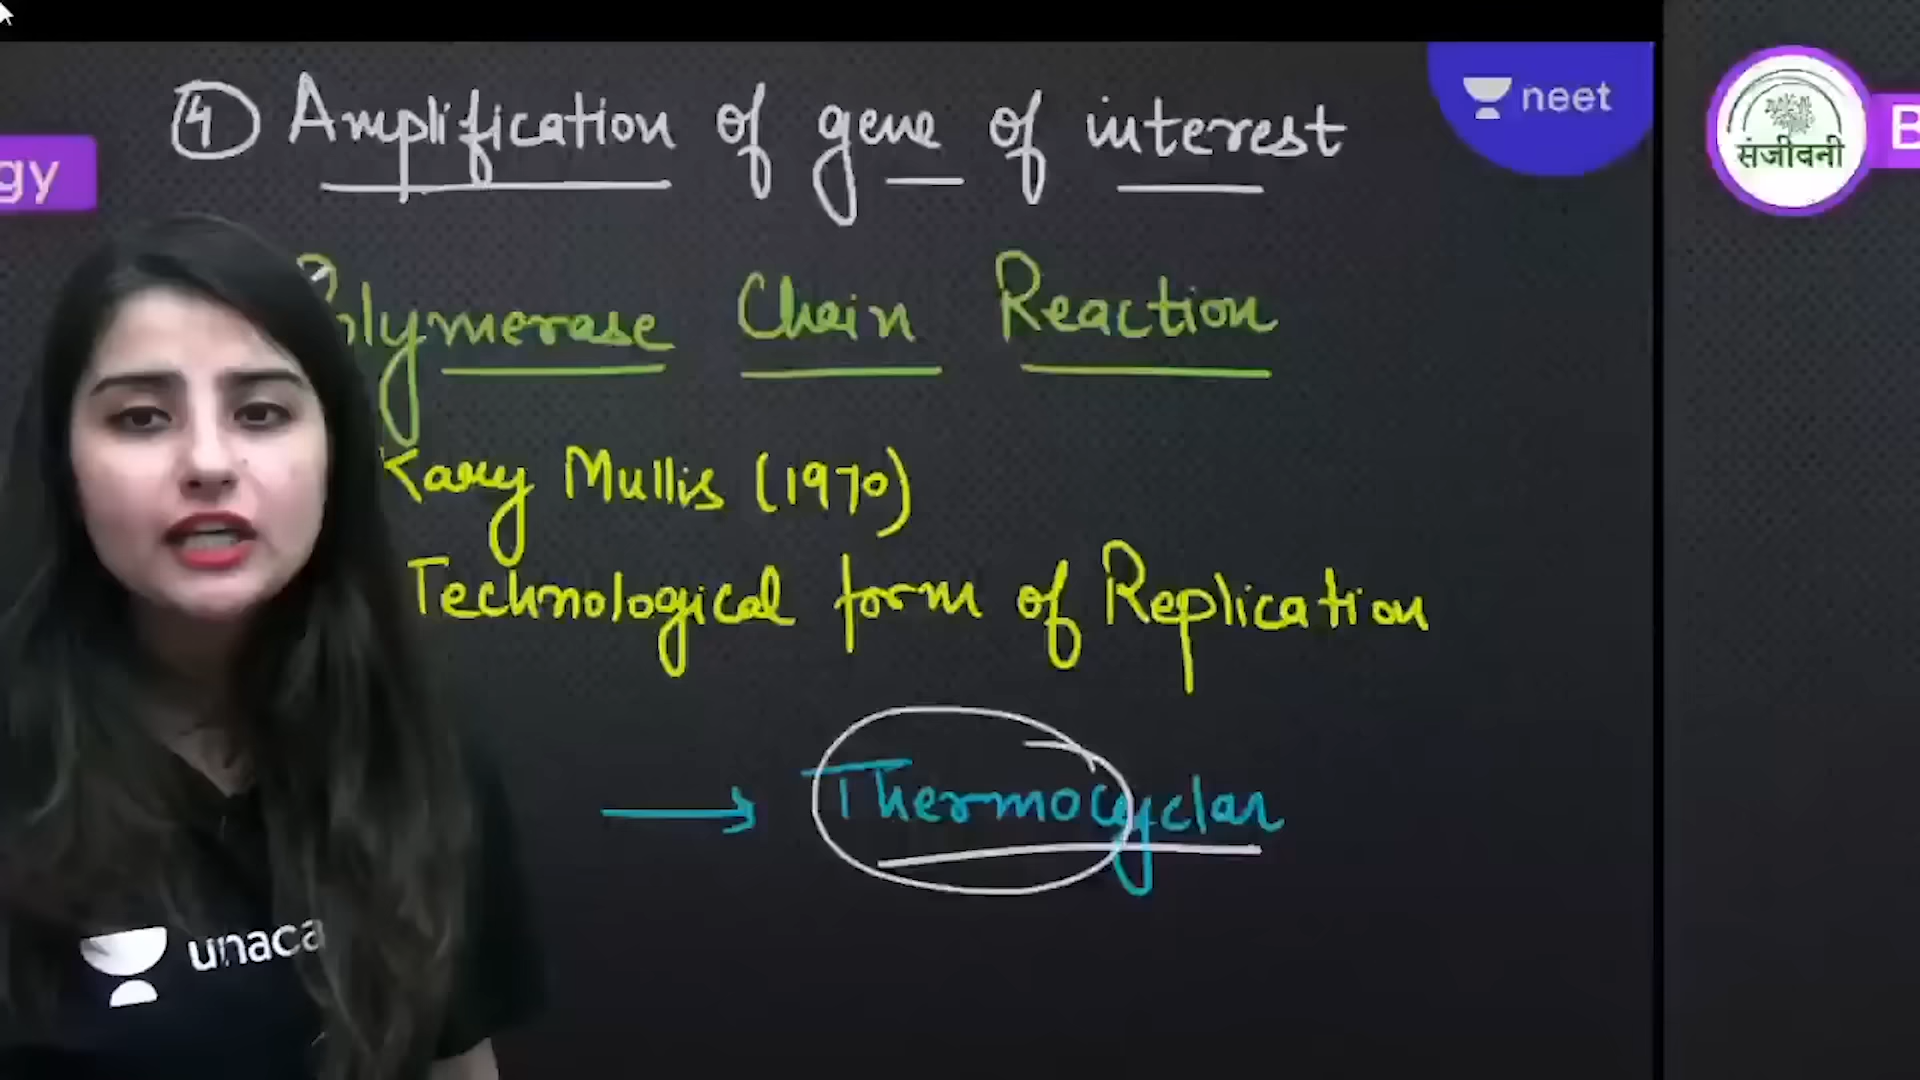 ④ Amplification of gene of interest
neet
संजीवनी
B
gy
Polymerase Chain Reaction
Kary Mullis (1970)
Technological form of Replication
→ Thermocyclar
unaca